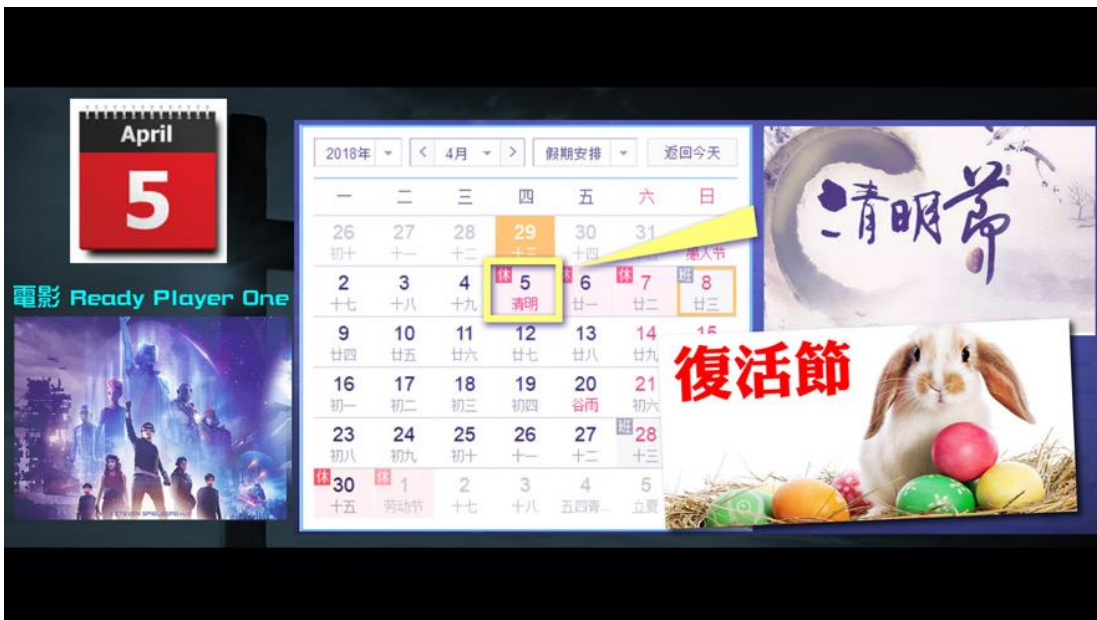 April
5
電影 Ready Player One
2018年 < 4月 > 假期安排 返回今天
一 二 三 四 五 六 日
26 27 28 29 30 31
初十 十一 十二 十三 十四 愚人节
2 3 4 休 5 休 6 休 7 班 8
十七 十八 十九 清明 廿一 廿二 廿三
9 10 11 12 13 14 15
廿四 廿五 廿六 廿七 廿八 廿九
16 17 18 19 20 21
初一 初二 初三 初四 谷雨 初六
23 24 25 26 27 班 28
初八 初九 初十 十一 十二 十三
休 30 休 1 2 3 4 5
十五 劳动节 十七 十八 五四青... 立夏
清明節
復活節